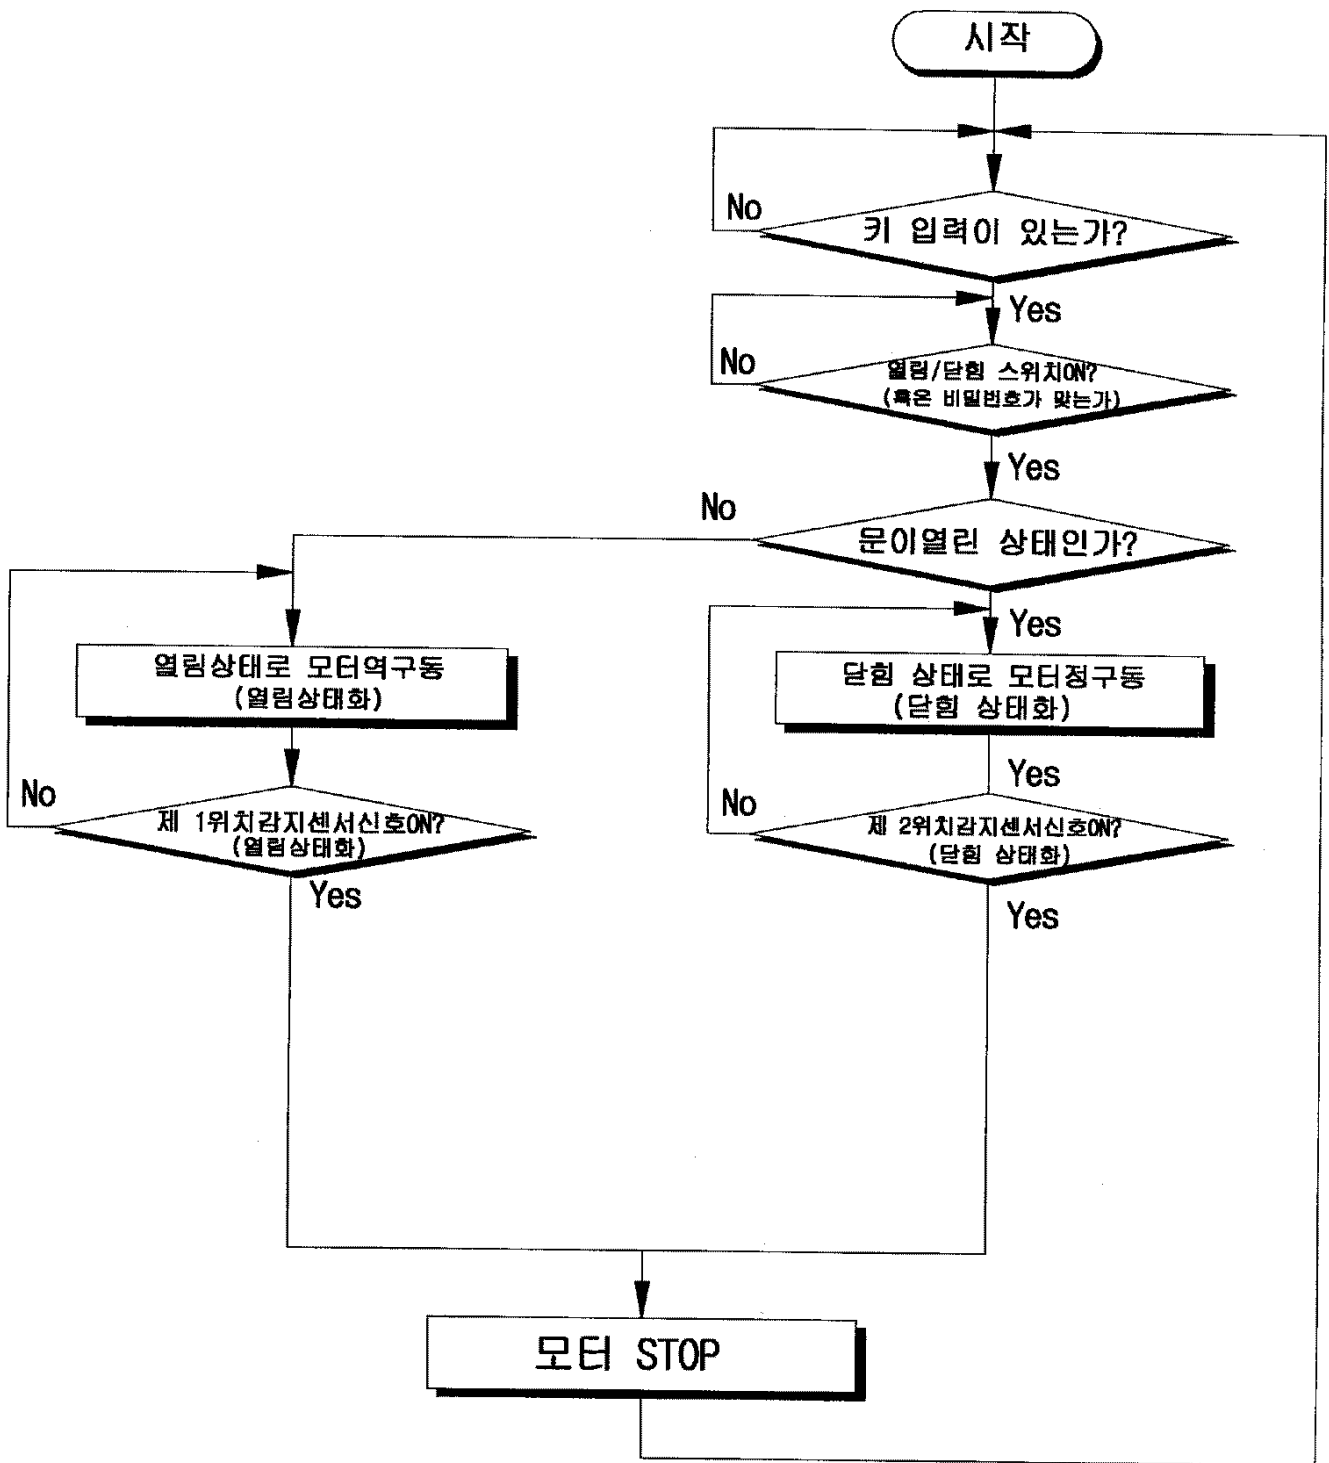 시작
No
키 입력이 있는가?
Yes
No
열림/닫힘 스위치ON?
(혹은 비밀번호가 맞는가)
Yes
No
문이열린 상태인가?
Yes
열림상태로 모터역구동
(열림상태화)
닫힘 상태로 모터정구동
(닫힘 상태화)
Yes
No
제 1위치감지센서신호ON?
(열림상태화)
Yes
No
제 2위치감지센서신호ON?
(닫힘 상태화)
Yes
모터 STOP